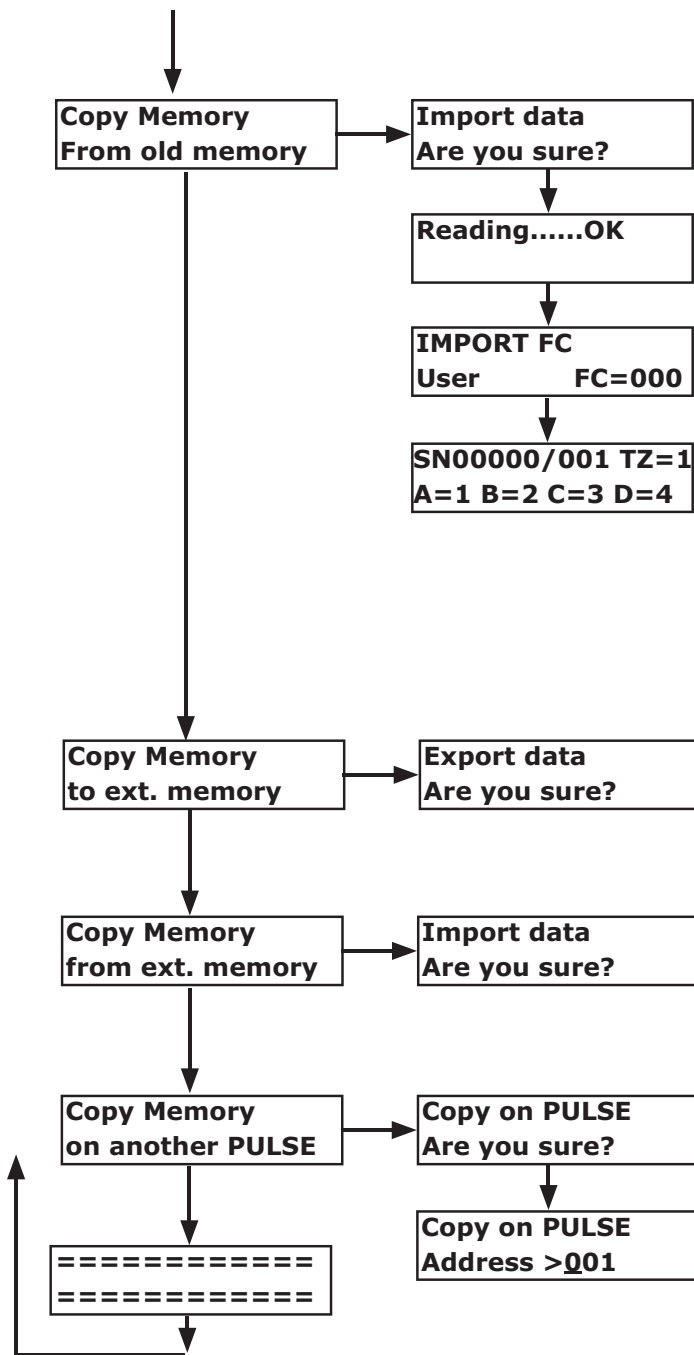 Copy Memory
From old memory
Import data
Are you sure?
Reading......OK
IMPORT FC
User FC=000
SN00000/001 TZ=1
A=1 B=2 C=3 D=4
Copy Memory
to ext. memory
Export data
Are you sure?
Copy Memory
from ext. memory
Import data
Are you sure?
Copy Memory
on another PULSE
Copy on PULSE
Are you sure?
Copy on PULSE
Address >001
============
============